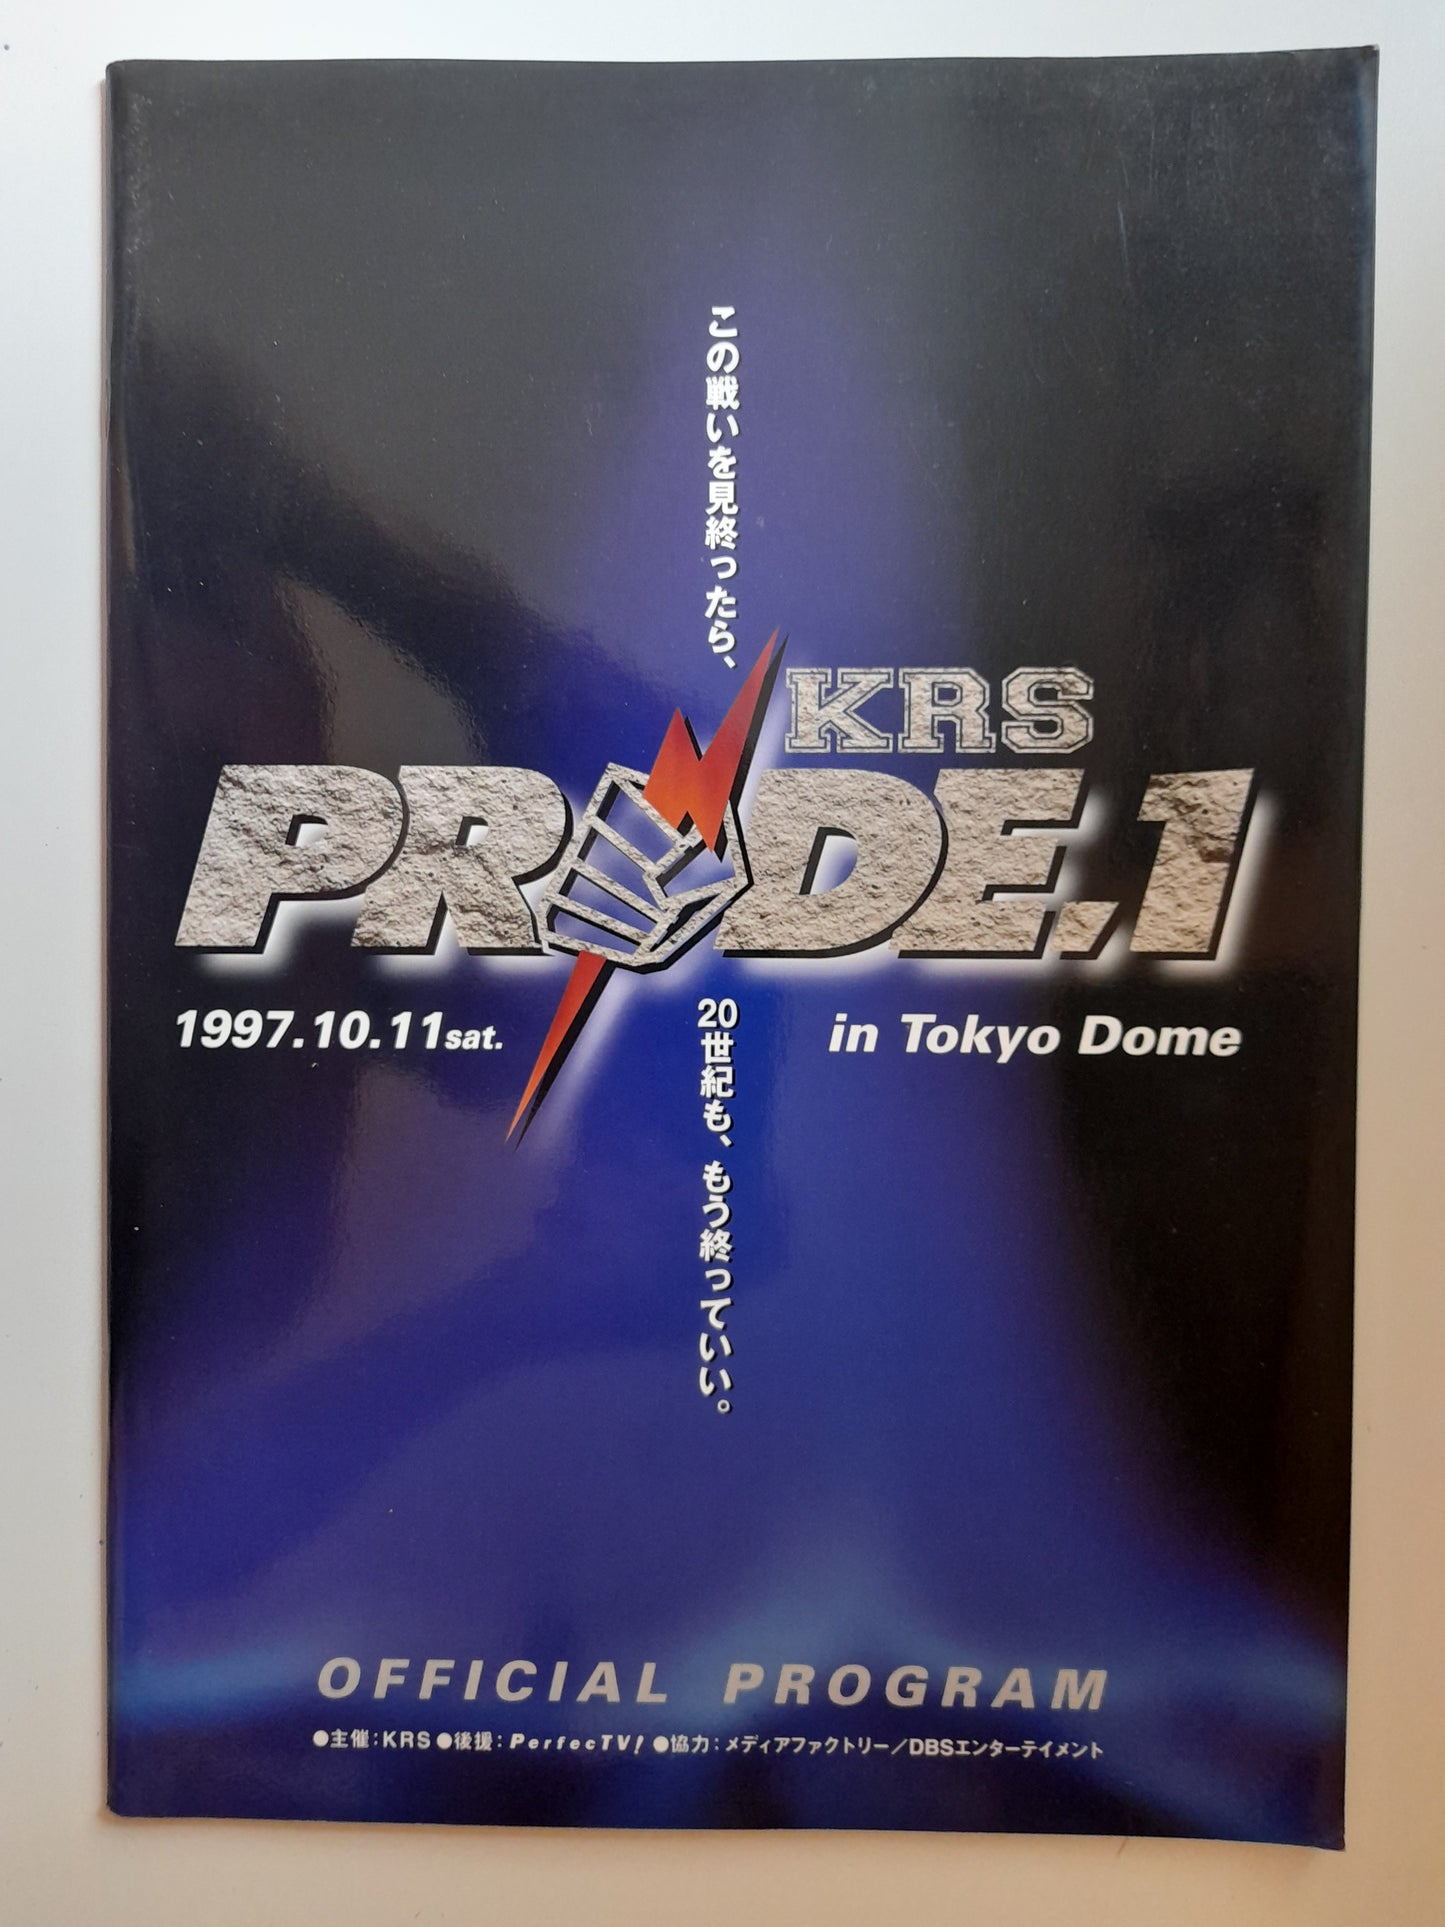 この戦いを見終ったら、
KRS
PRIDE.1
1997.10.11sat.
in Tokyo Dome
20世紀も、もう終っていい。
OFFICIAL PROGRAM
●主催：KRS●後援：PerfecTV!●協力：メディアファクトリー／DBSエンターテイメント